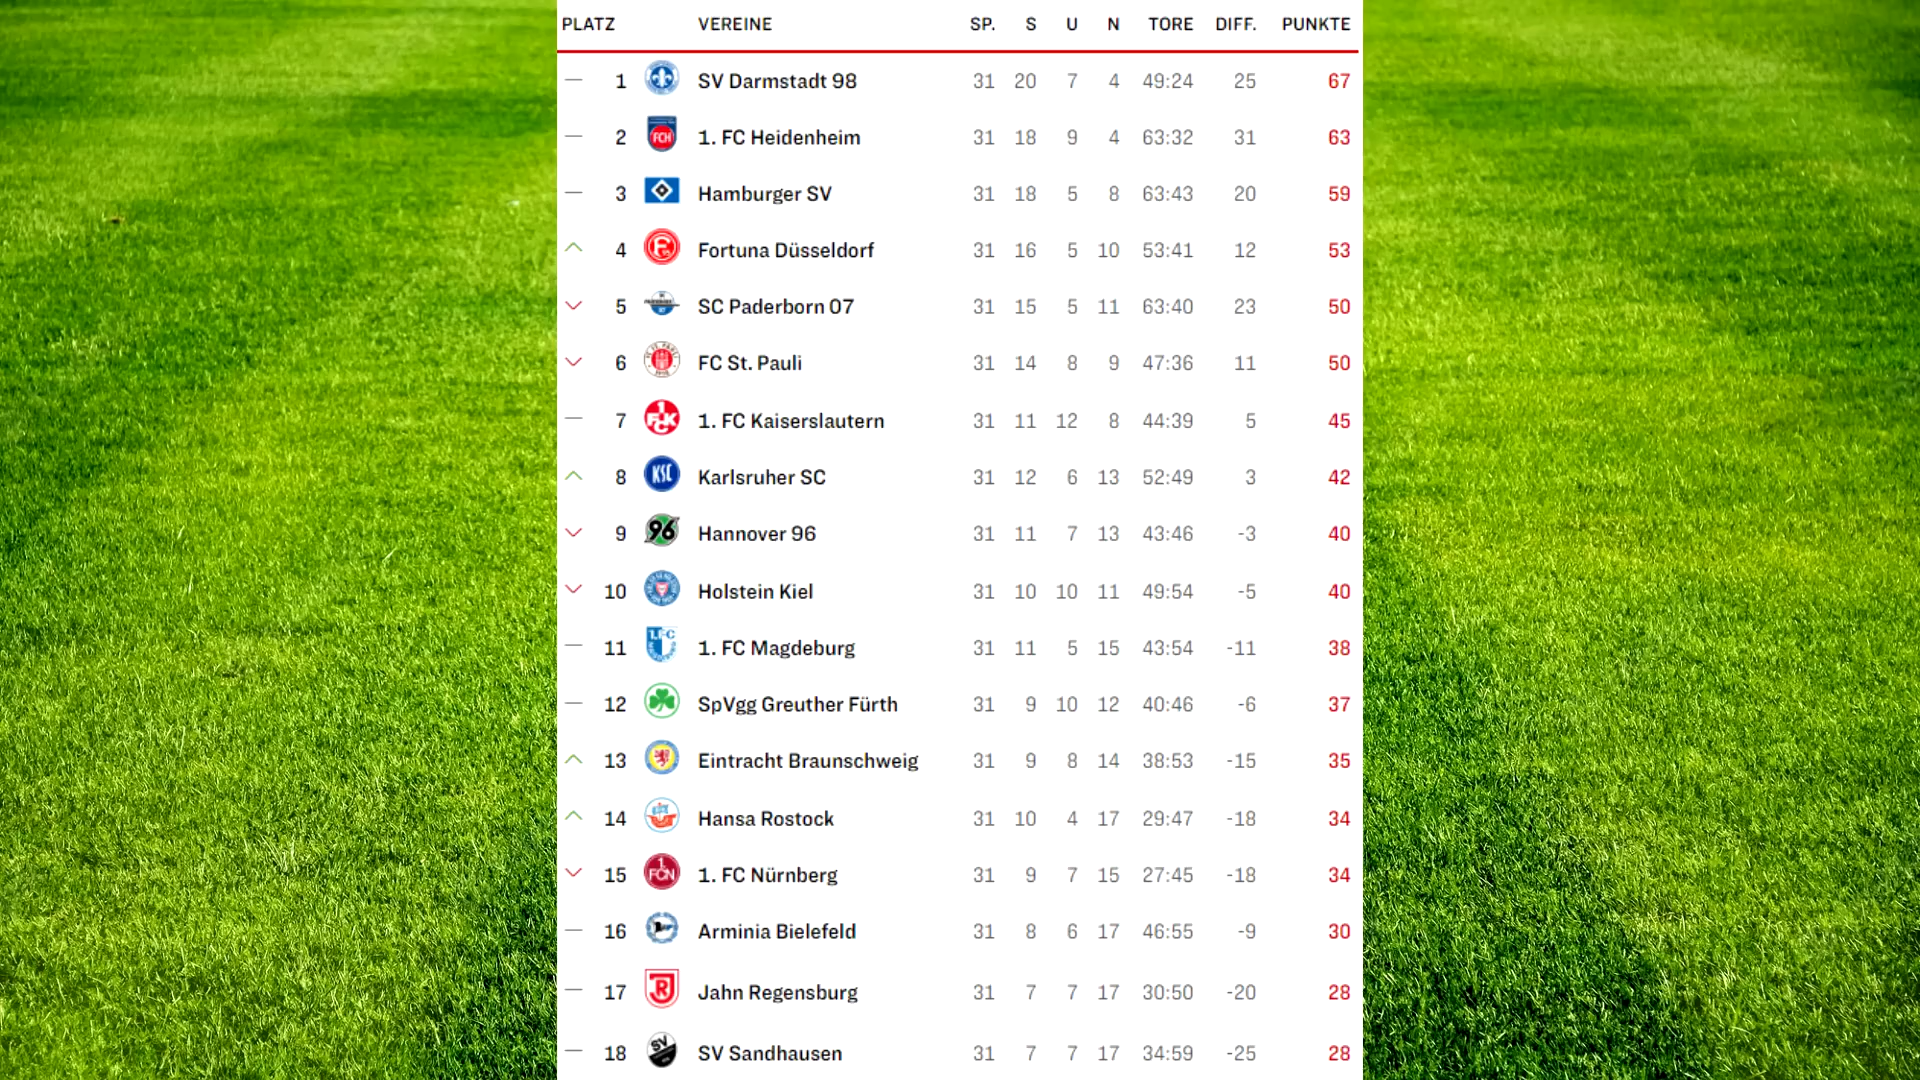 PLATZ VEREINE SP. S U N TORE DIFF. PUNKTE
— 1 SV Darmstadt 98 31 20 7 4 49:24 25 67
— 2 FCH 1. FC Heidenheim 31 18 9 4 63:32 31 63
— 3 Hamburger SV 31 18 5 8 63:43 20 59
4 F95 Fortuna Düsseldorf 31 16 5 10 53:41 12 53
5 SC Paderborn 07 31 15 5 11 63:40 23 50
6 FC St. Pauli 31 14 8 9 47:36 11 50
— 7 1. FCK 1. FC Kaiserslautern 31 11 12 8 44:39 5 45
8 KSC Karlsruher SC 31 12 6 13 52:49 3 42
9 96 Hannover 96 31 11 7 13 43:46 -3 40
10 Holstein Kiel 31 10 10 11 49:54 -5 40
— 11 1.FC 1. FC Magdeburg 31 11 5 15 43:54 -11 38
— 12 SpVgg Greuther Fürth 31 9 10 12 40:46 -6 37
13 Eintracht Braunschweig 31 9 8 14 38:53 -15 35
14 Hansa Rostock 31 10 4 17 29:47 -18 34
15 1. FCN 1. FC Nürnberg 31 9 7 15 27:45 -18 34
— 16 Arminia Bielefeld 31 8 6 17 46:55 -9 30
— 17 Jahn Regensburg 31 7 7 17 30:50 -20 28
— 18 SV SV Sandhausen 31 7 7 17 34:59 -25 28